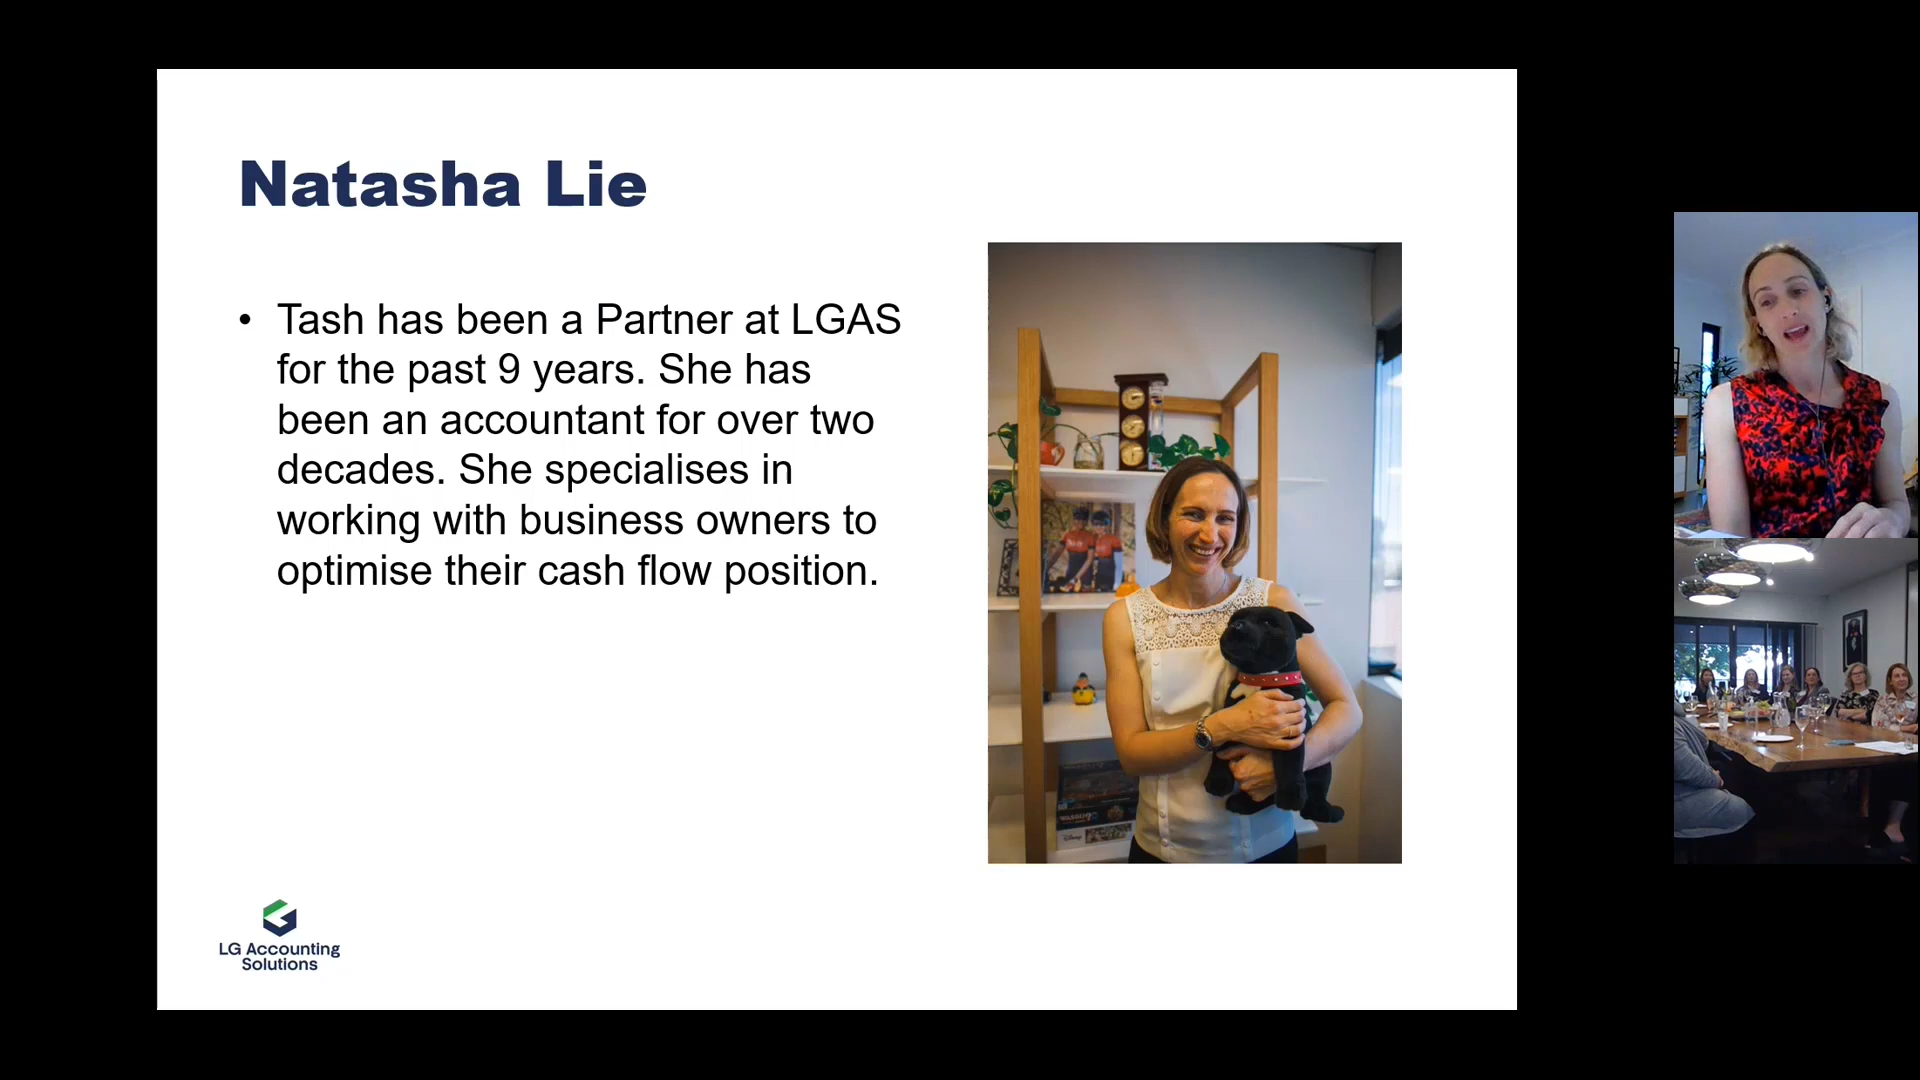 Natasha Lie
• Tash has been a Partner at LGAS
for the past 9 years. She has
been an accountant for over two
decades. She specialises in
working with business owners to
optimise their cash flow position.
Disney
LG Accounting
Solutions